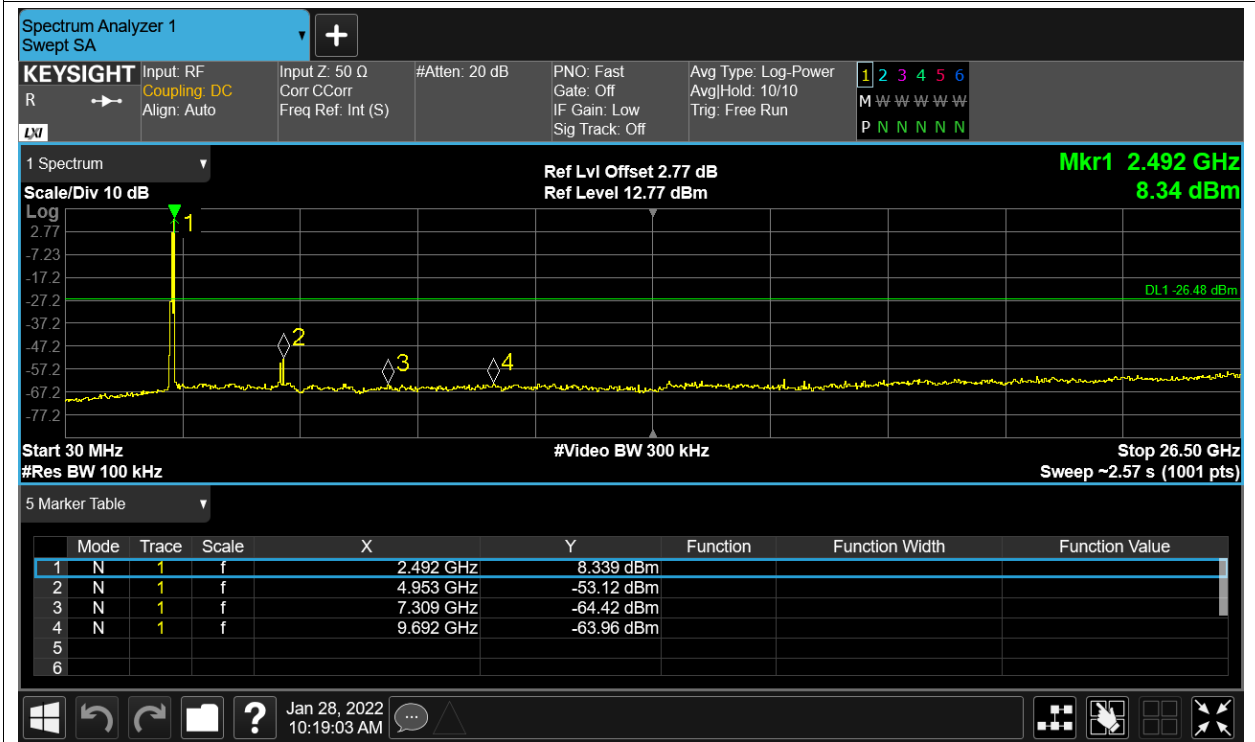 Spectrum Analyzer 1
Swept SA
KEYSIGHT Input: RF Input Z: 50 Ω #Atten: 20 dB PNO: Fast Avg Type: Log-Power 1 2 3 4 5 6
R Coupling: DC Corr CCorr Gate: Off Avg|Hold: 10/10 M W W W W W
Align: Auto Freq Ref: Int (S) IF Gain: Low Trig: Free Run
LXI Sig Track: Off P N N N N N
1 Spectrum Ref Lvl Offset 2.77 dB Mkr1 2.492 GHz
Scale/Div 10 dB Ref Level 12.77 dBm 8.34 dBm
Log
1
2.77
-7.23
-17.2
DL1 -26.48 dBm
-27.2
-37.2
2
-47.2
3 4
-57.2
-67.2
-77.2
Start 30 MHz #Video BW 300 kHz Stop 26.50 GHz
#Res BW 100 kHz Sweep ~2.57 s (1001 pts)
5 Marker Table
Mode Trace Scale X Y Function Function Width Function Value
1 N 1 f 2.492 GHz 8.339 dBm
2 N 1 f 4.953 GHz -53.12 dBm
3 N 1 f 7.309 GHz -64.42 dBm
4 N 1 f 9.692 GHz -63.96 dBm
5
6
? Jan 28, 2022
10:19:03 AM